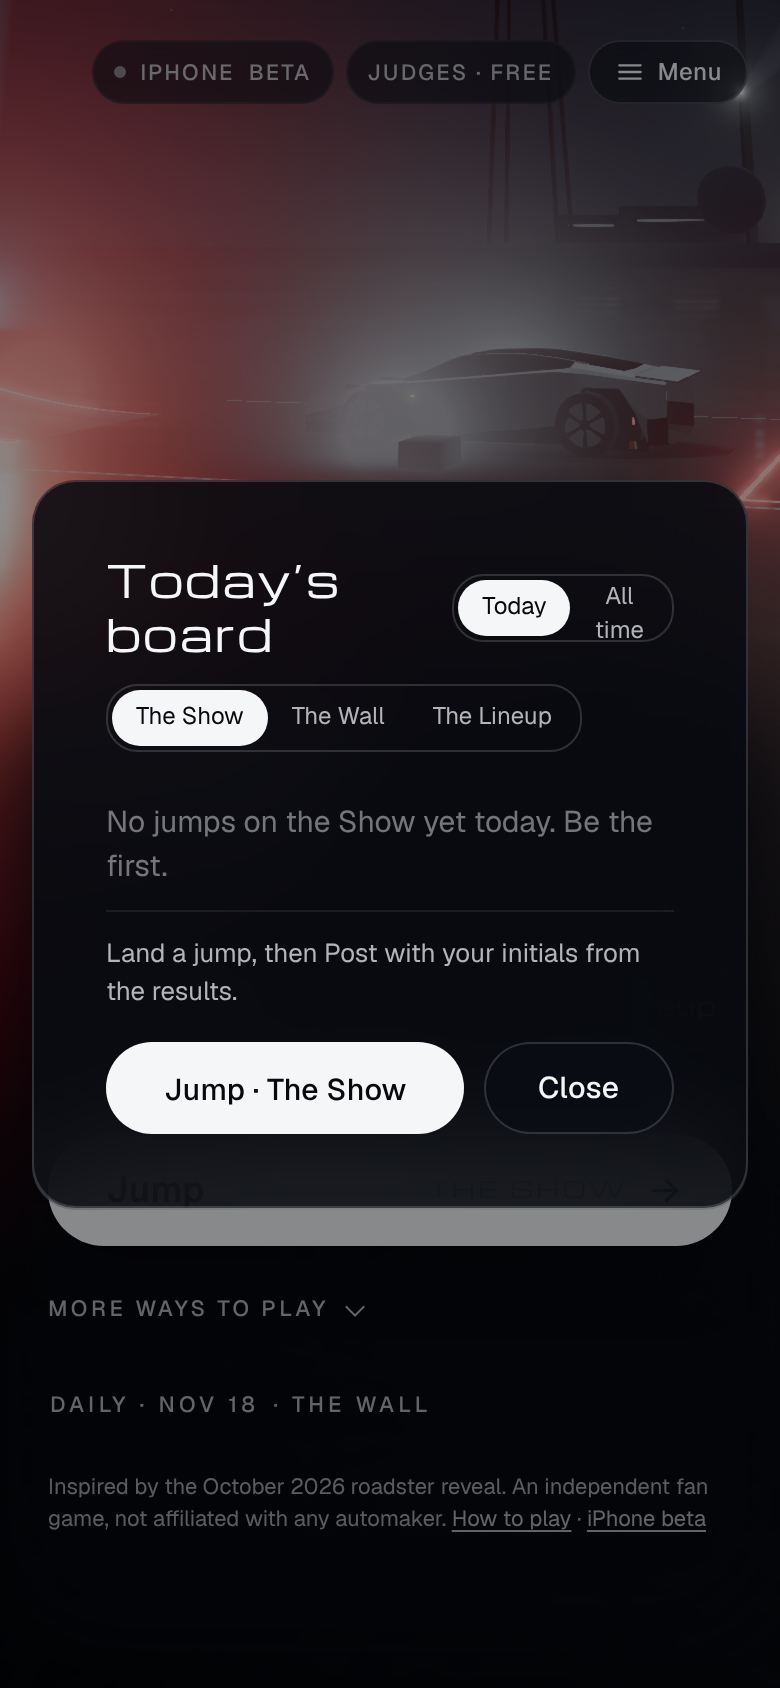 IPHONE BETA
JUDGES · FREE
Menu
Today's
board
Today
All
time
The Show
The Wall
The Lineup
No jumps on the Show yet today. Be the
first.
Land a jump, then Post with your initials from
the results.
Jump · The Show
Close
Jump
THE SHOW →
MORE WAYS TO PLAY
DAILY · NOV 18 · THE WALL
Inspired by the October 2026 roadster reveal. An independent fan
game, not affiliated with any automaker. How to play · iPhone beta